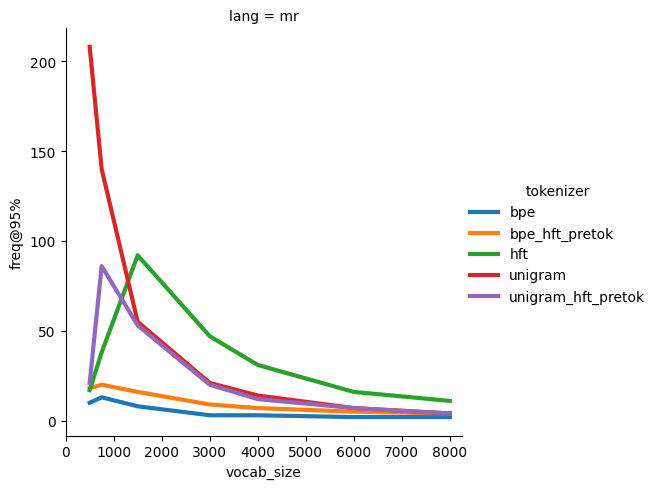 lang = mr
freq@95%
200
150
100
50
0
0 1000 2000 3000 4000 5000 6000 7000 8000
vocab_size
tokenizer
bpe
bpe_hft_pretok
hft
unigram
unigram_hft_pretok